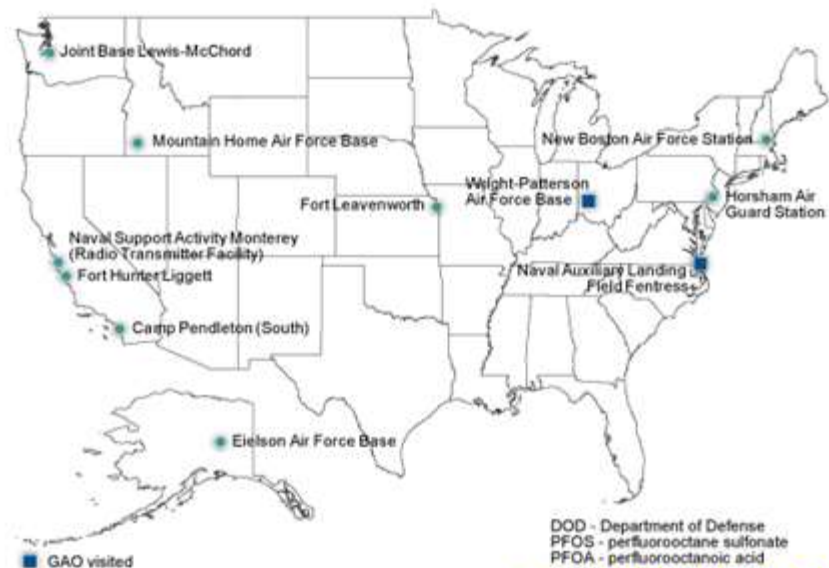 Joint Base Lewis-McChord
Mountain Home Air Force Base
New Boston Air Force Station
Wright-Patterson
Air Force Base
Fort Leavenworth
Horsham Air
Guard Station
Naval Support Activity Monterey
(Radio Transmitter Facility)
Fort Hunter Liggett
Naval Auxiliary Landing
Field Fentress
Camp Pendleton (South)
Eielson Air Force Base
DOD - Department of Defense
PFOS - perfluorooctane sulfonate
PFOA - perfluorooctanoic acid
GAO visited